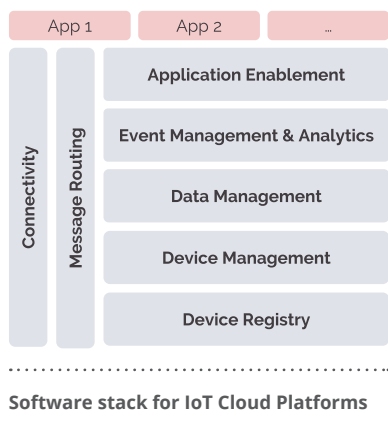 App 1
App 2
...
Connectivity
Message Routing
Application Enablement
Event Management & Analytics
Data Management
Device Management
Device Registry
Software stack for IoT Cloud Platforms